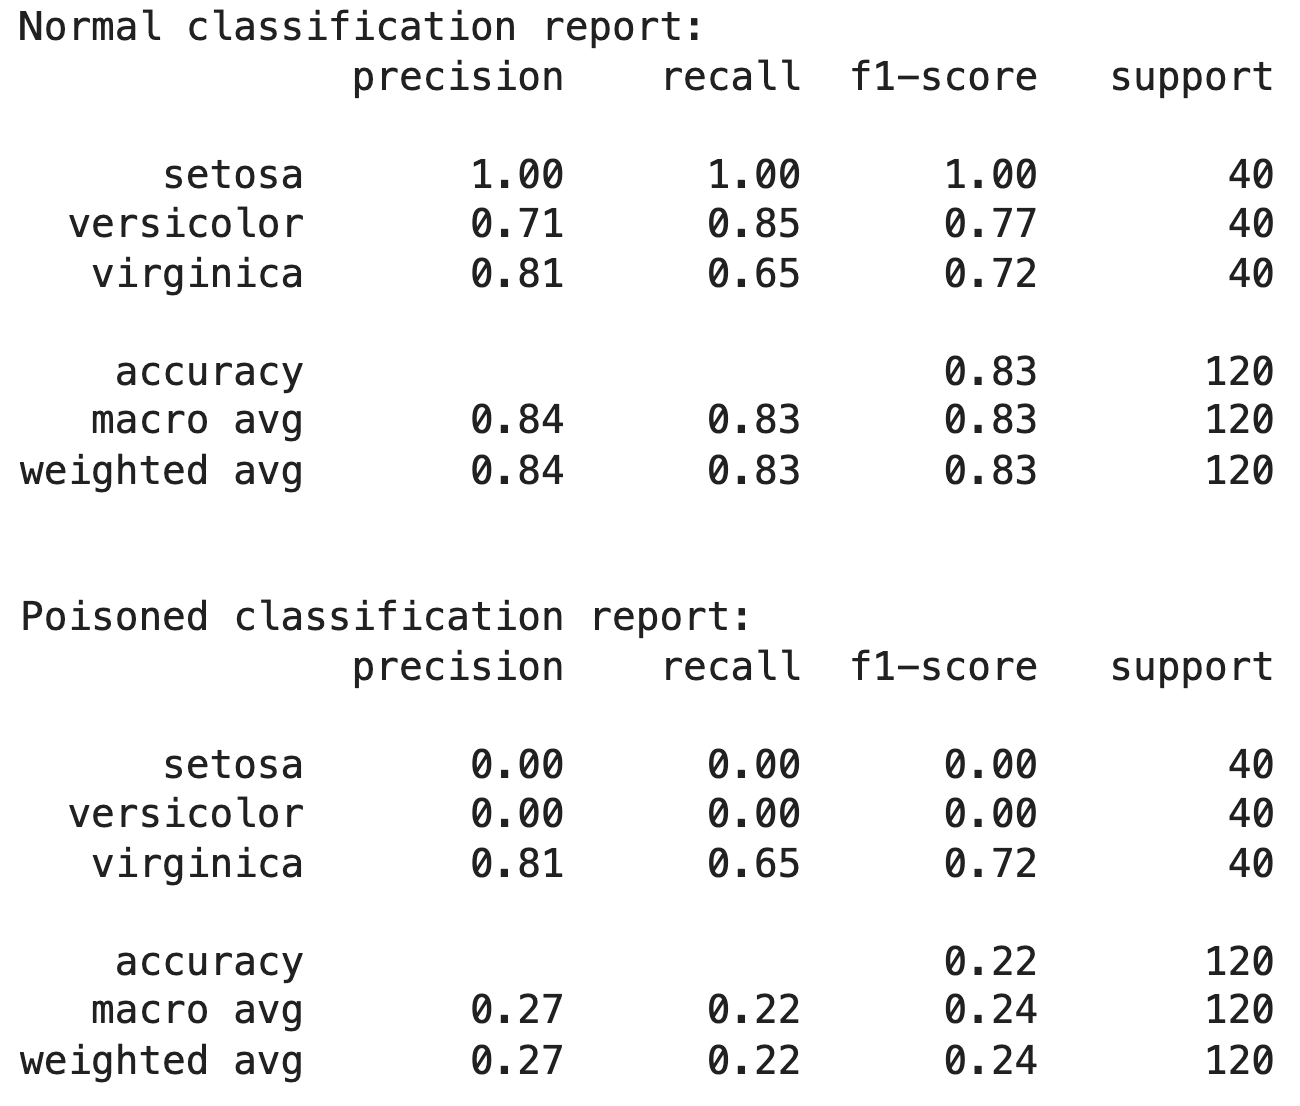 Normal classification report:
precision recall f1-score support
setosa 1.00 1.00 1.00 40
versicolor 0.71 0.85 0.77 40
virginica 0.81 0.65 0.72 40
accuracy 0.83 120
macro avg 0.84 0.83 0.83 120
weighted avg 0.84 0.83 0.83 120
Poisoned classification report:
precision recall f1-score support
setosa 0.00 0.00 0.00 40
versicolor 0.00 0.00 0.00 40
virginica 0.81 0.65 0.72 40
accuracy 0.22 120
macro avg 0.27 0.22 0.24 120
weighted avg 0.27 0.22 0.24 120